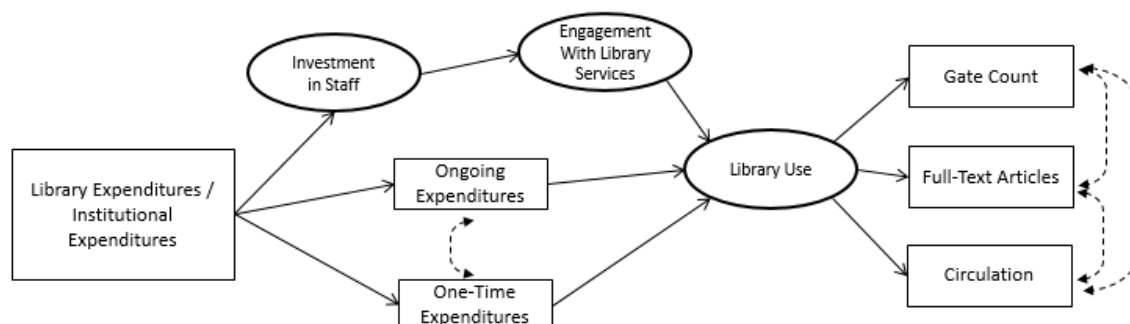 Investment
in Staff
Engagement
With Library
Services
Library Expenditures /
Institutional
Expenditures
Ongoing
Expenditures
One-Time
Expenditures
Library Use
Gate Count
Full-Text Articles
Circulation